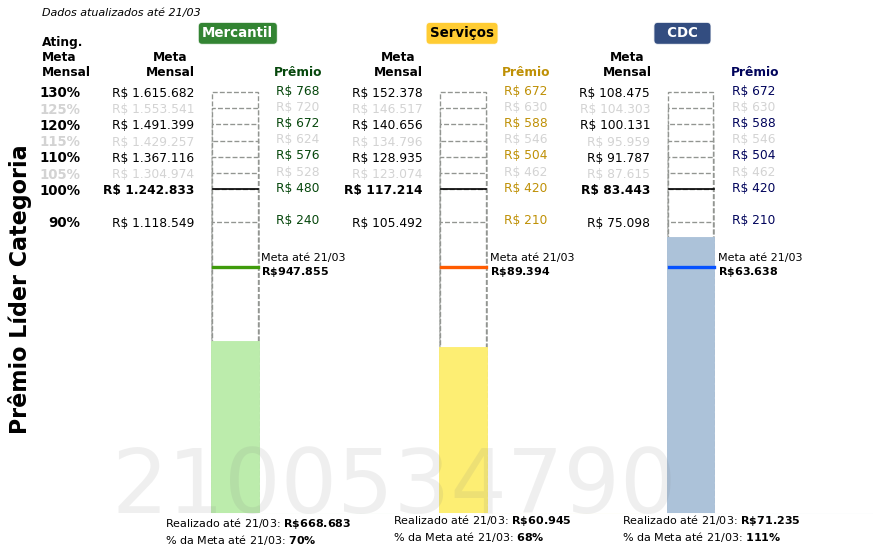 Dados atualizados até 21/03
Mercantil Serviços CDC
Ating. Meta Mensal
Meta Mensal Prêmio Meta Mensal Prêmio Meta Mensal Prêmio
130% R$ 1.615.682 R$ 768 R$ 152.378 R$ 672 R$ 108.475 R$ 672
125% R$ 1.553.541 R$ 720 R$ 146.517 R$ 630 R$ 104.303 R$ 630
120% R$ 1.491.399 R$ 672 R$ 140.656 R$ 588 R$ 100.131 R$ 588
115% R$ 1.429.257 R$ 624 R$ 134.796 R$ 546 R$ 95.959 R$ 546
110% R$ 1.367.116 R$ 576 R$ 128.935 R$ 504 R$ 91.787 R$ 504
105% R$ 1.304.974 R$ 528 R$ 123.074 R$ 462 R$ 87.615 R$ 462
100% R$ 1.242.833 R$ 480 R$ 117.214 R$ 420 R$ 83.443 R$ 420
90% R$ 1.118.549 R$ 240 R$ 105.492 R$ 210 R$ 75.098 R$ 210
Meta até 21/03 Meta até 21/03 Meta até 21/03
R$947.855 R$89.394 R$63.638
Prêmio Líder Categoria
2100534790
Realizado até 21/03: R$668.683 Realizado até 21/03: R$60.945 Realizado até 21/03: R$71.235
% da Meta até 21/03: 70% % da Meta até 21/03: 68% % da Meta até 21/03: 111%